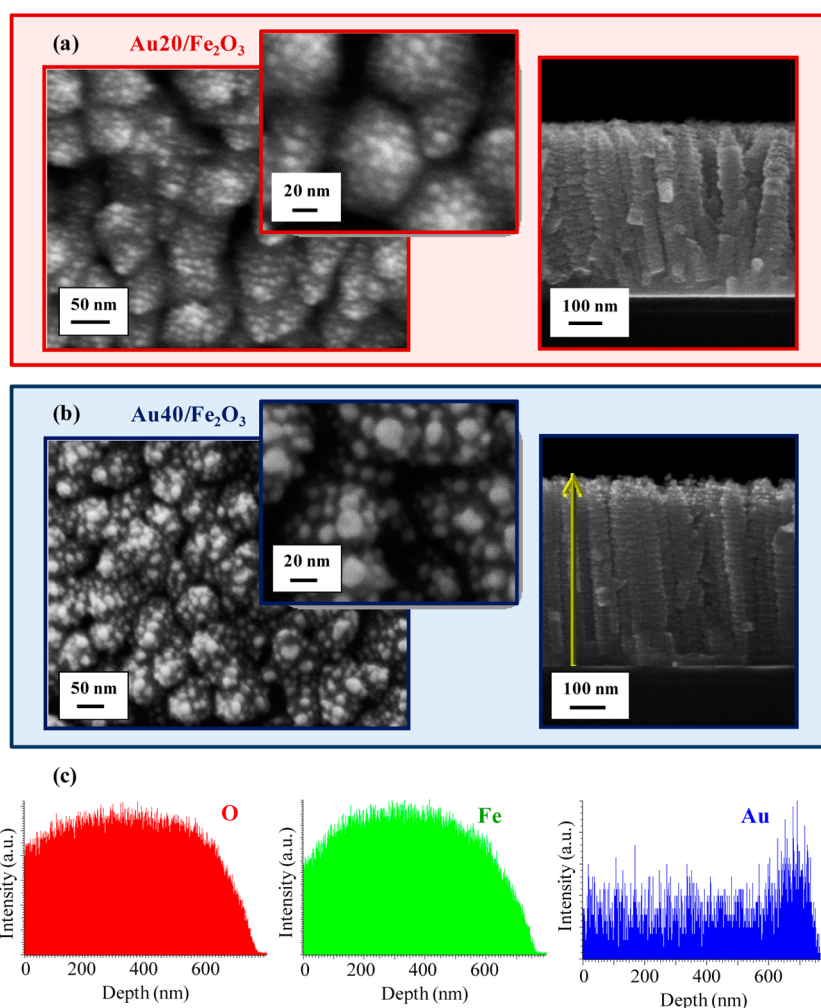 (a) Au20/Fe₂O₃
20 nm
50 nm
100 nm
(b) Au40/Fe₂O₃
20 nm
50 nm
100 nm
(c)
O
Intensity (a.u.)
0 200 400 600
Depth (nm)
Fe
Intensity (a.u.)
0 200 400 600
Depth (nm)
Au
Intensity (a.u.)
0 200 400 600
Depth (nm)